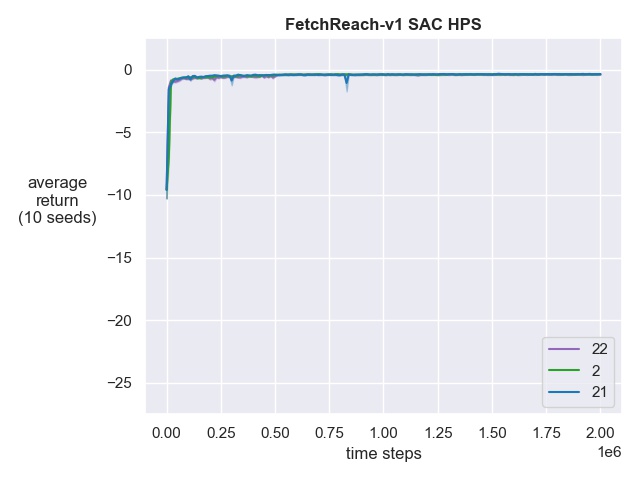 FetchReach-v1 SAC HPS
0
−5
−10
−15
−20
−25
average
return
(10 seeds)
22
2
21
0.00 0.25 0.50 0.75 1.00 1.25 1.50 1.75 2.00
1e6
time steps